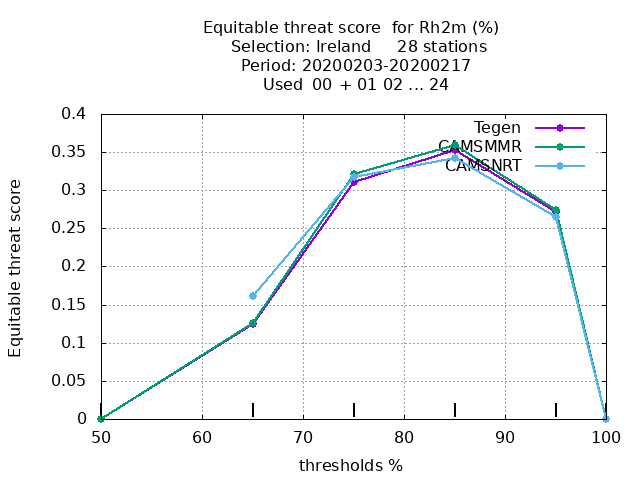 Equitable threat score  for Rh2m (%)
Selection: Ireland     28 stations
Period: 20200203-20200217
Used  00 + 01 02 ... 24
Equitable threat score
0.4
0.35
0.3
0.25
0.2
0.15
0.1
0.05
0
Tegen
CAMSMMR
CAMSNRT
50
60
70
80
90
100
thresholds %